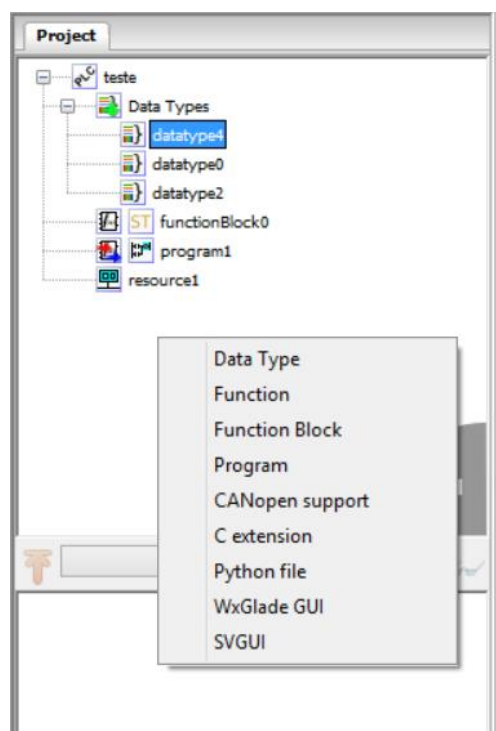 Project
PLC teste
Data Types
datatype4
datatype0
datatype2
ST functionBlock0
program1
resource1
Data Type
Function
Function Block
Program
CANopen support
C extension
Python file
WxGlade GUI
SVGUI